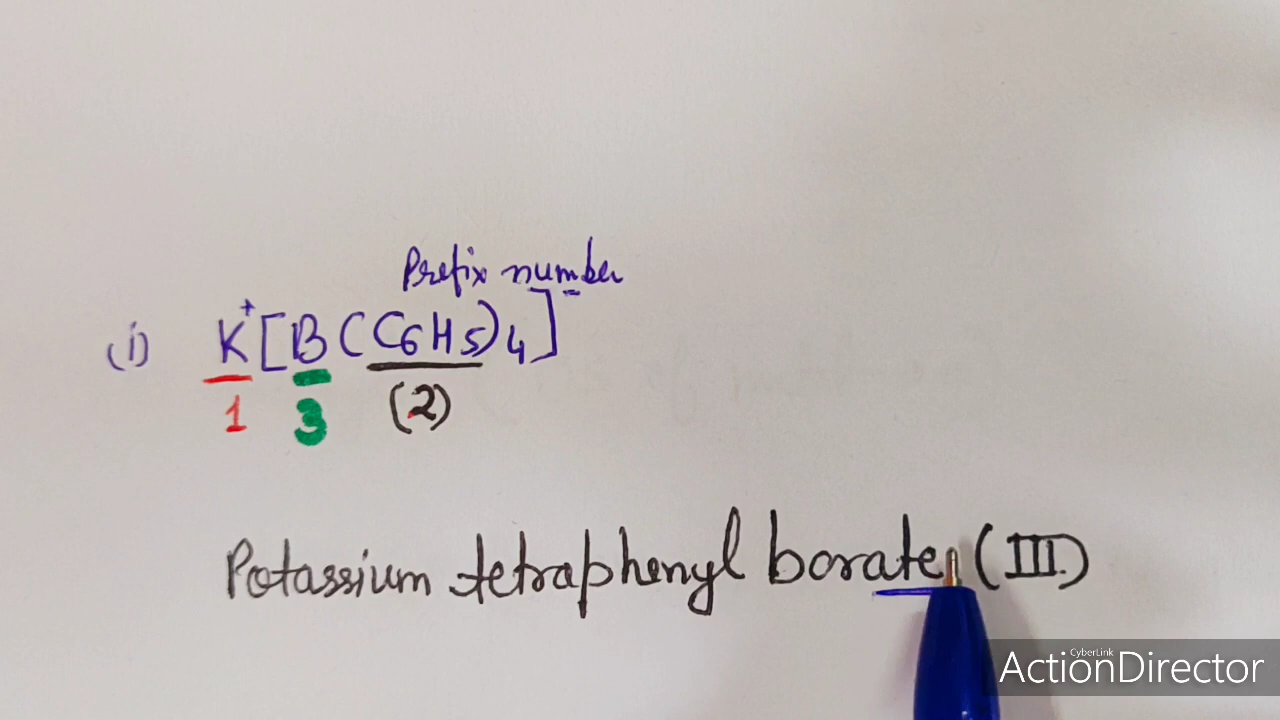 Prefix number
(i) K⁺[B(C6H5)4]⁻
1 3 (2)
Potassium tetraphenyl borate (III)
CyberLink
ActionDirector